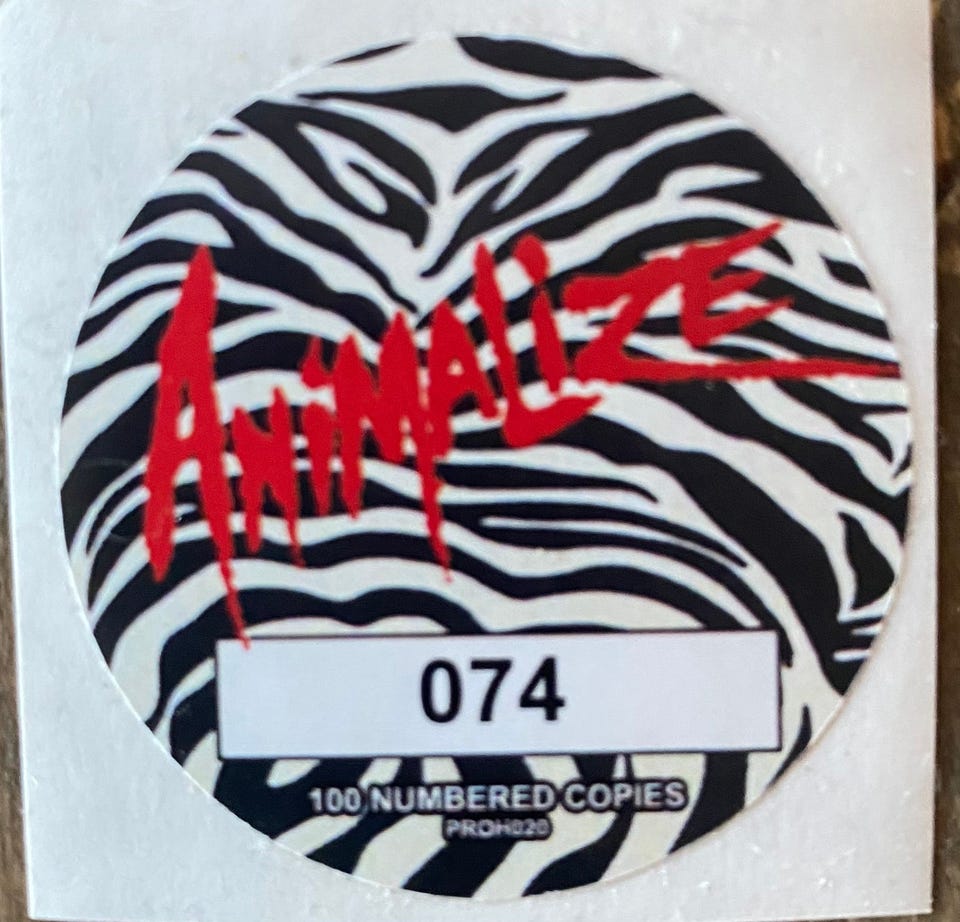 ANiMALiZE
074
100 NUMBERED COPIES
PROH020